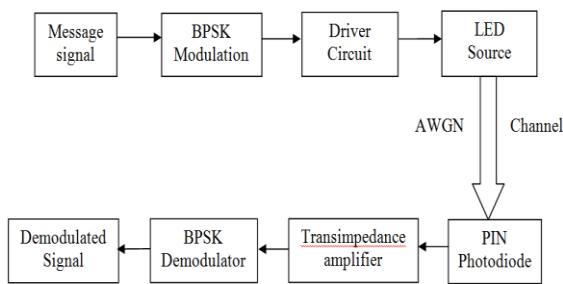 Message
signal
BPSK
Modulation
Driver
Circuit
LED
Source
AWGN Channel
Demodulated
Signal
BPSK
Demodulator
Transimpedance
amplifier
PIN
Photodiode